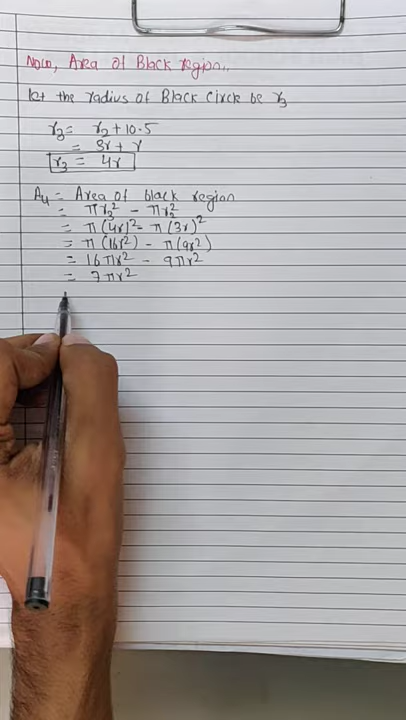 Now, Area of Black region..
let the radius of Black Circle be r₃
r₃ = r₂ + 10.5
= 3r + r
r₃ = 4r
A₄ = Area of black region
= πr₃² - πr₂²
= π(4r)² - π(3r)²
= π(16r²) - π(9r²)
= 16πr² - 9πr²
= 7πr²
=